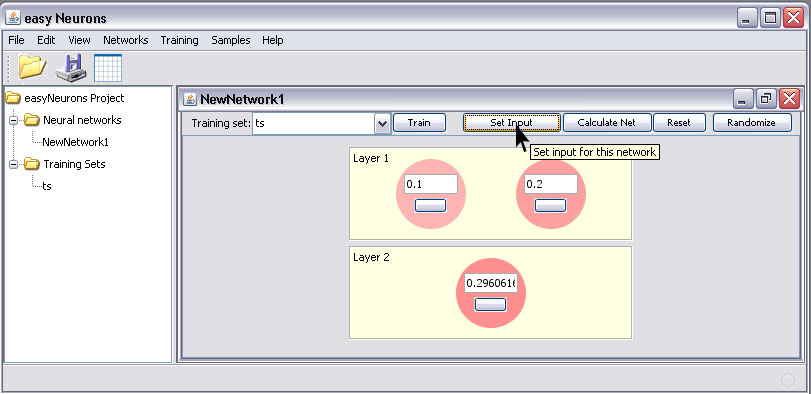 easy Neurons
File Edit View Networks Training Samples Help
easyNeurons Project
Neural networks
NewNetwork1
Training Sets
ts
NewNetwork1
Training set: ts Train Set Input Calculate Net Reset Randomize
Set input for this network
Layer 1
0.1 0.2
Layer 2
0.296061